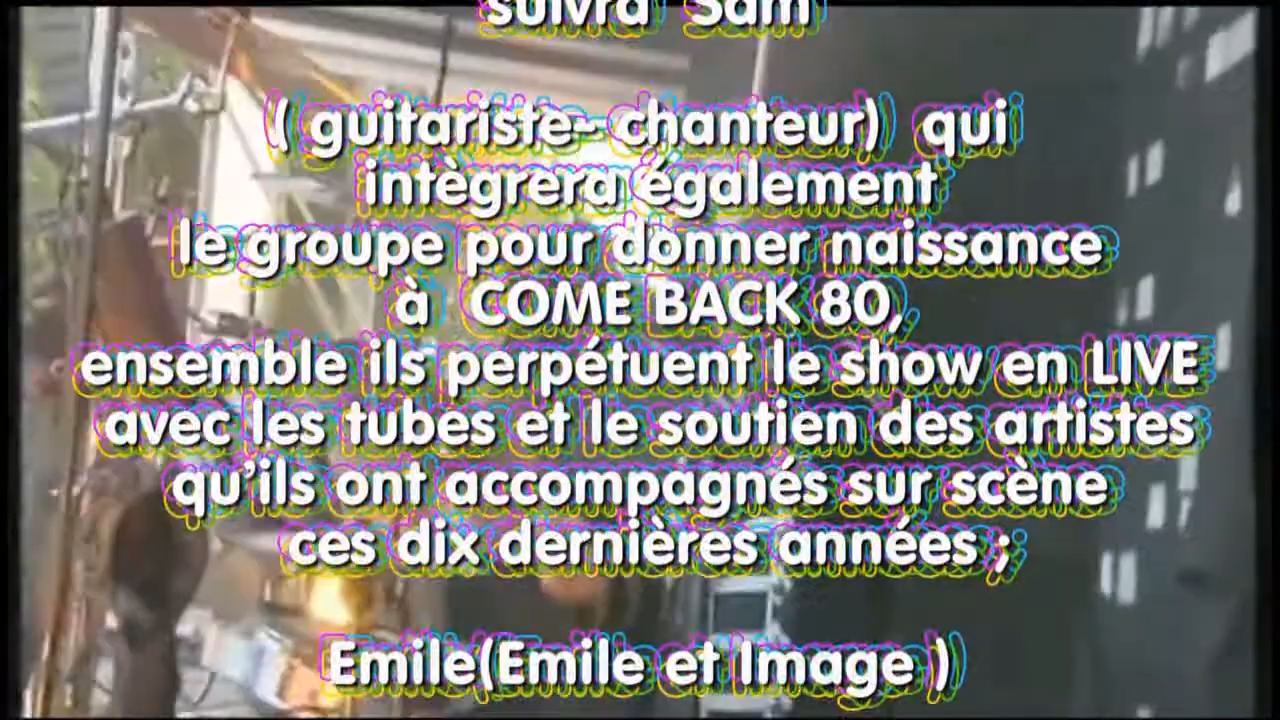 suivra Sam
( guitariste- chanteur) qui
intègrera également
le groupe pour donner naissance
à COME BACK 80,
ensemble ils perpétuent le show en LIVE
avec les tubes et le soutien des artistes
qu'ils ont accompagnés sur scène
ces dix dernières années ;
Emile(Emile et Image )